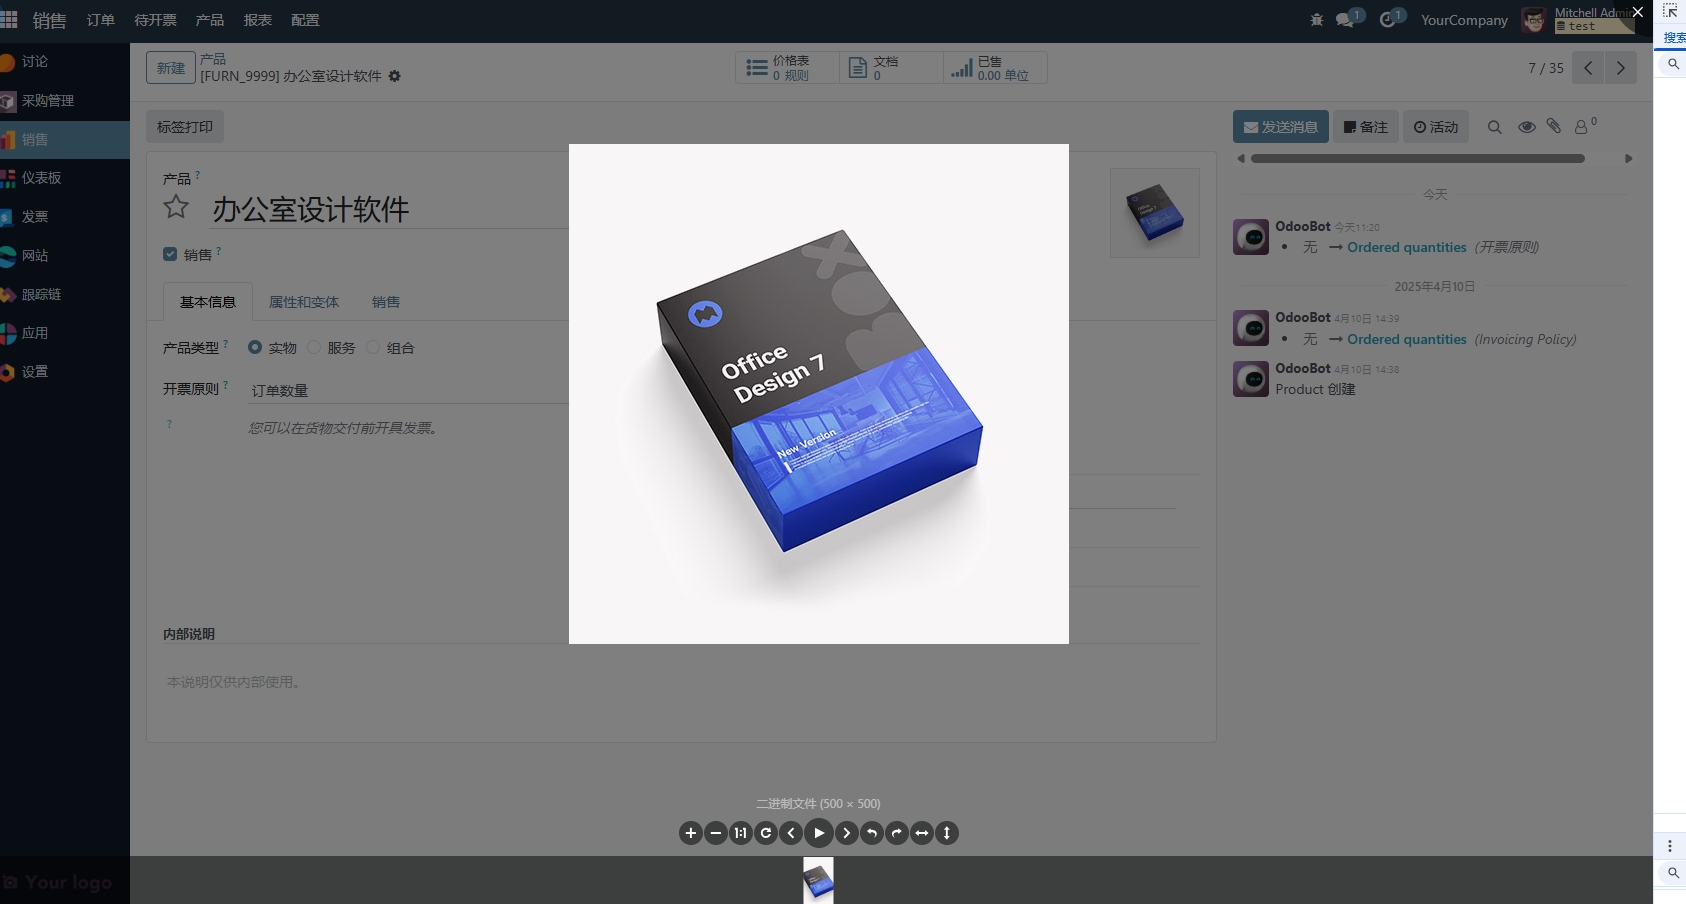 销售 订单 待开票 产品 报表 配置
1 1 YourCompany Mitchell Admin
test
搜索
讨论
采购管理
销售
仪表板
发票
网站
跟踪链
应用
设置
Your logo
新建
产品
[FURN_9999] 办公室设计软件
价格表
0 规则
文档
0
已售
0.00 单位
7 / 35
标签打印
发送消息 备注 活动 0
产品 ?
办公室设计软件
销售 ?
基本信息 属性和变体 销售
产品类型 ? 实物 服务 组合
开票原则 ? 订单数量
? 您可以在货物交付前开具发票。
内部说明
本说明仅供内部使用。
Office
Design 7
New Version
今天
OdooBot 今天11:20
• 无 → Ordered quantities (开票原则)
2025年4月10日
OdooBot 4月10日 14:39
• 无 → Ordered quantities (Invoicing Policy)
OdooBot 4月10日 14:38
Product 创建
二进制文件 (500 × 500)
1:1